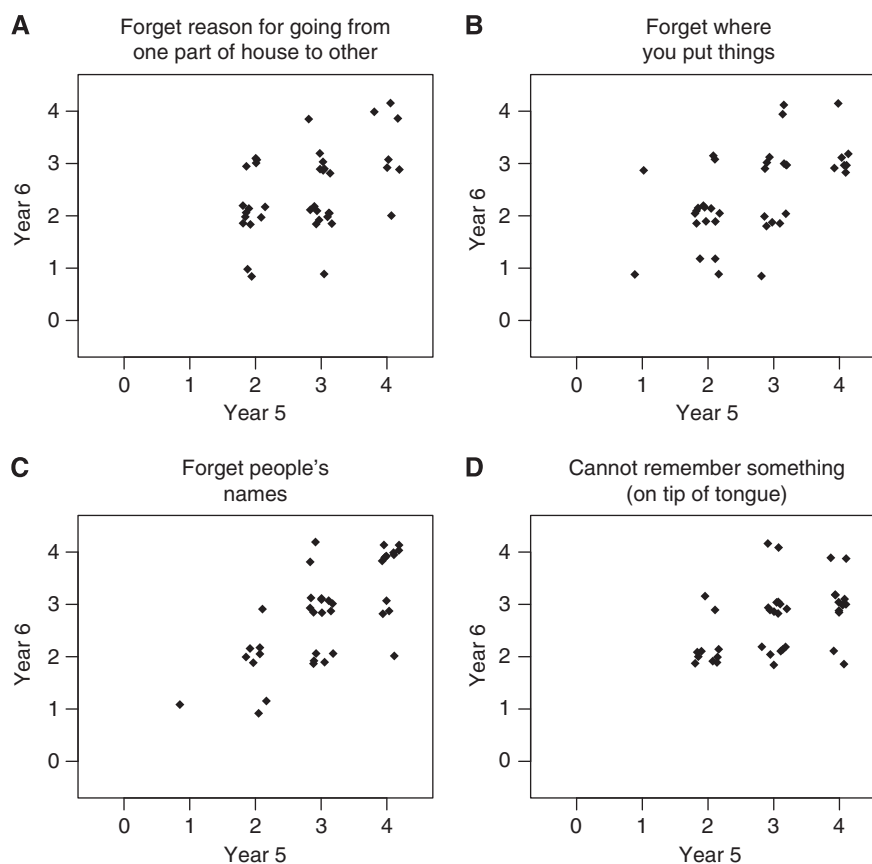 A
Forget reason for going from
one part of house to other
4
3
2
1
0
Year 6
0 1 2 3 4
Year 5
B
Forget where
you put things
4
3
2
1
0
Year 6
0 1 2 3 4
Year 5
C
Forget people's
names
4
3
2
1
0
Year 6
0 1 2 3 4
Year 5
D
Cannot remember something
(on tip of tongue)
4
3
2
1
0
Year 6
0 1 2 3 4
Year 5